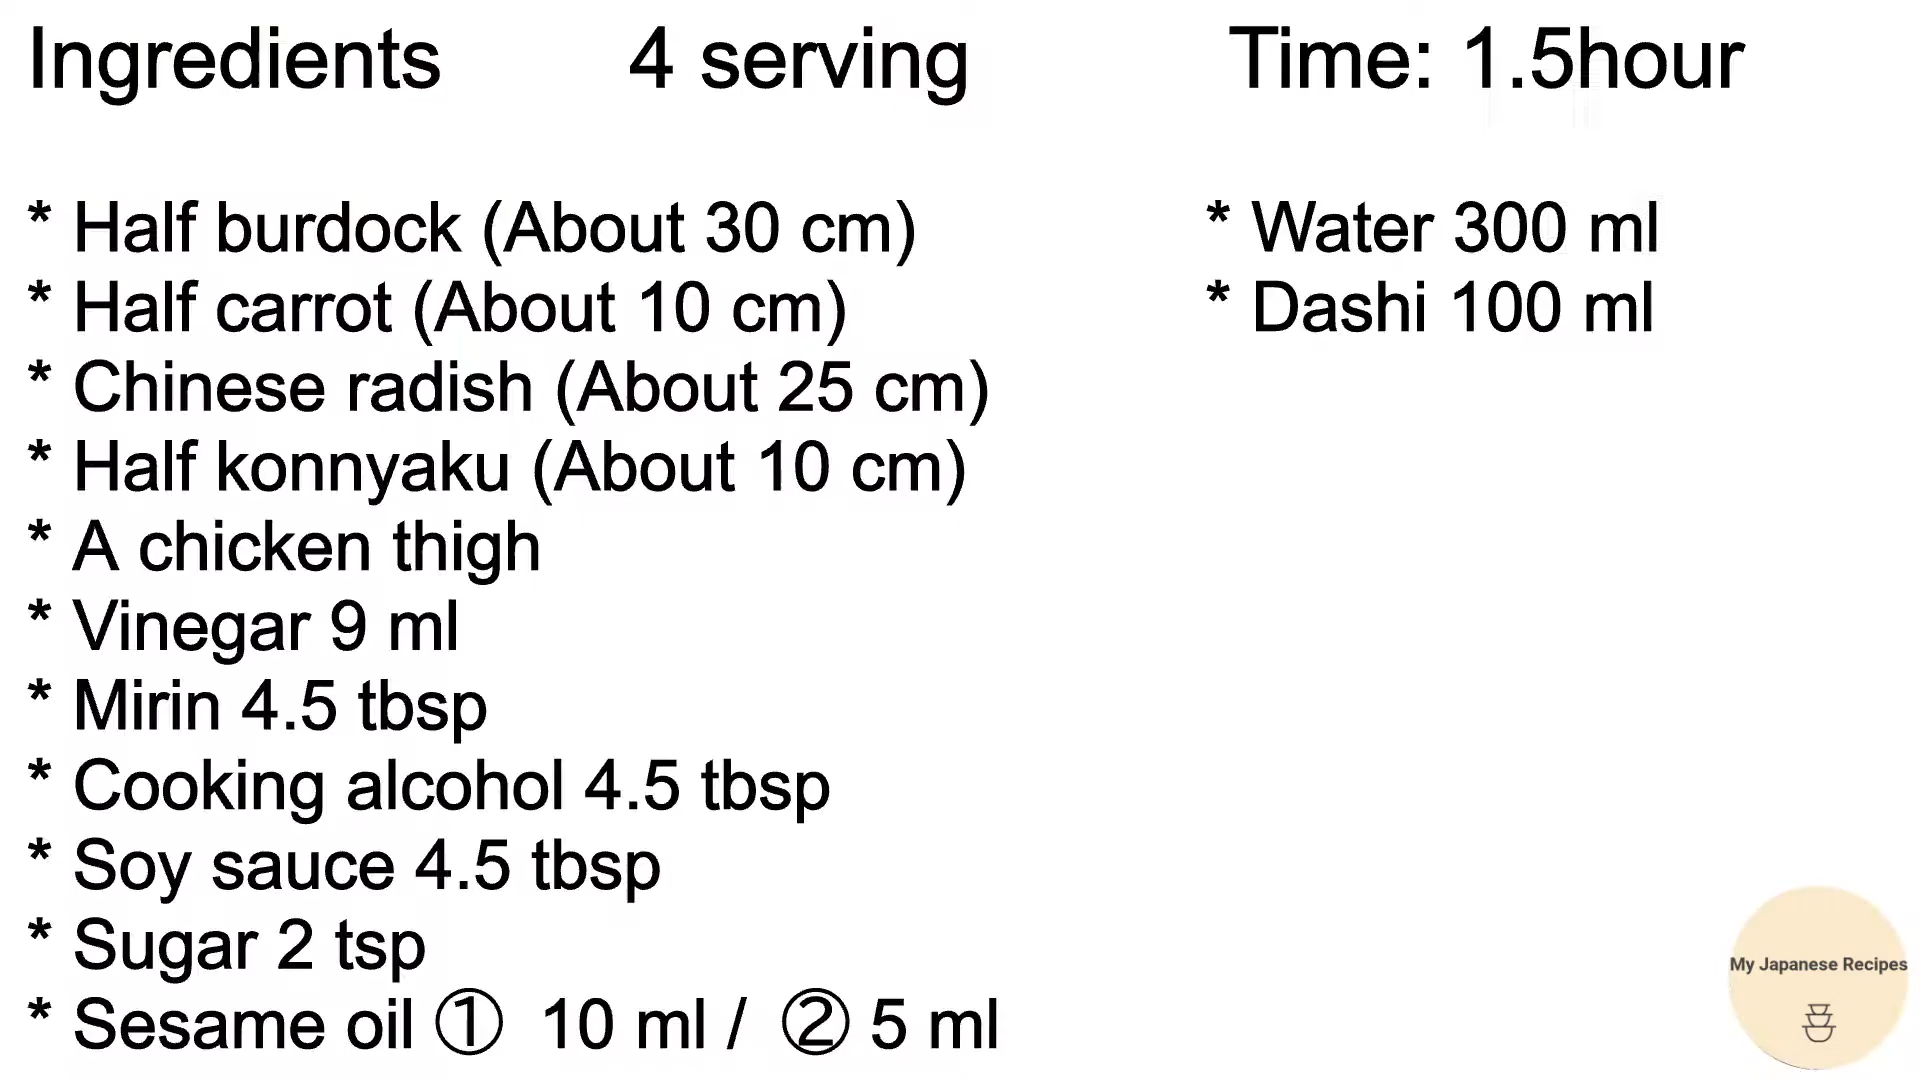 Ingredients 4 serving Time: 1.5hour
* Half burdock (About 30 cm)
* Half carrot (About 10 cm)
* Chinese radish (About 25 cm)
* Half konnyaku (About 10 cm)
* A chicken thigh
* Vinegar 9 ml
* Mirin 4.5 tbsp
* Cooking alcohol 4.5 tbsp
* Soy sauce 4.5 tbsp
* Sugar 2 tsp
* Sesame oil ① 10 ml / ② 5 ml
* Water 300 ml
* Dashi 100 ml
My Japanese Recipes